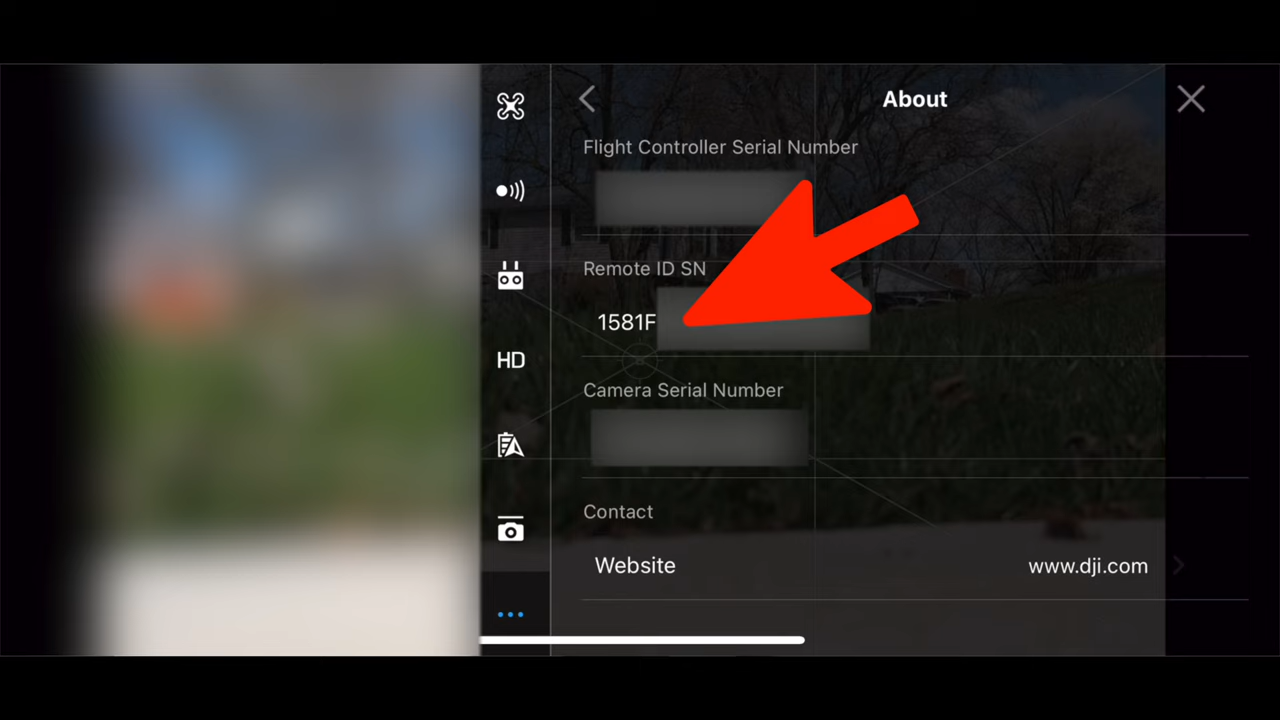 About
Flight Controller Serial Number
Remote ID SN
1581F
HD
Camera Serial Number
Contact
Website www.dji.com